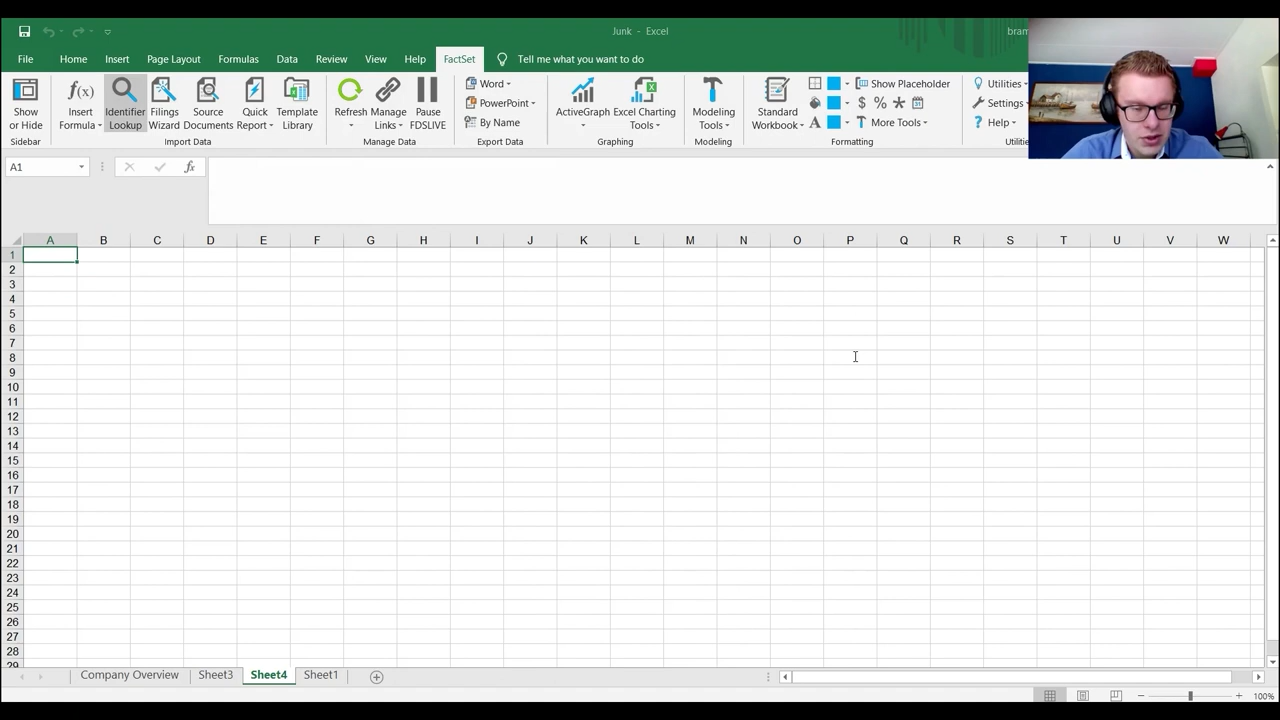 Junk - Excel
bram
File Home Insert Page Layout Formulas Data Review View Help FactSet Tell me what you want to do
Show or Hide
Sidebar
f(x)
Insert Formula
Identifier Lookup
Filings Wizard
Source Documents
Quick Report
Template Library
Import Data
Refresh
Manage Links
Pause FDSLIVE
Manage Data
Word
PowerPoint
By Name
Export Data
ActiveGraph
Excel Charting Tools
Graphing
Modeling Tools
Modeling
Standard Workbook
Show Placeholder
$ %
More Tools
Formatting
Utilities
Settings
Help
Utilitie
A1
fx
A B C D E F G H I J K L M N O P Q R S T U V W
1
2
3
4
5
6
7
8
9
10
11
12
13
14
15
16
17
18
19
20
21
22
23
24
25
26
27
28
29
Company Overview Sheet3 Sheet4 Sheet1
100%